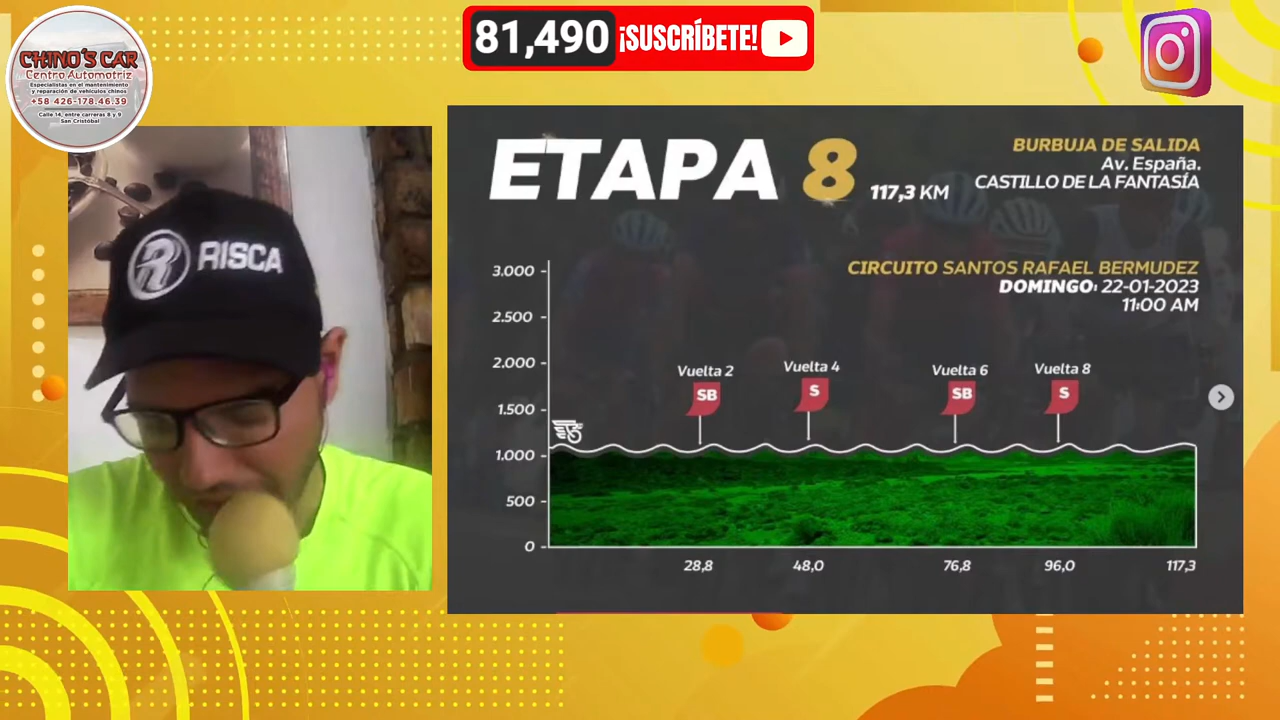 CHINO'S CAR
Centro Automotriz
Especialistas en el mantenimiento
y reparación de vehículos chinos
+58 426-178.46.39
Calle 14, entre carreras 8 y 9
San Cristóbal
81,490 ¡SUSCRÍBETE!
RISCA
ETAPA 8
117,3 KM
BURBUJA DE SALIDA
Av. España.
CASTILLO DE LA FANTASÍA
CIRCUITO SANTOS RAFAEL BERMUDEZ
DOMINGO: 22-01-2023
11:00 AM
3.000
2.500
2.000
1.500
1.000
500
0
Vuelta 2
SB
Vuelta 4
S
Vuelta 6
SB
Vuelta 8
S
28,8
48,0
76,8
96,0
117,3